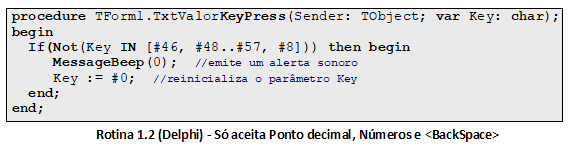 procedure TForm1.TxtValorKeyPress(Sender: TObject; var Key: char);
begin
If(Not(Key IN [#46, #48..#57, #8])) then begin
MessageBeep(0); //emite um alerta sonoro
Key := #0; //reinicializa o parâmetro Key
end;
end;
Rotina 1.2 (Delphi) - Só aceita Ponto decimal, Números e <BackSpace>